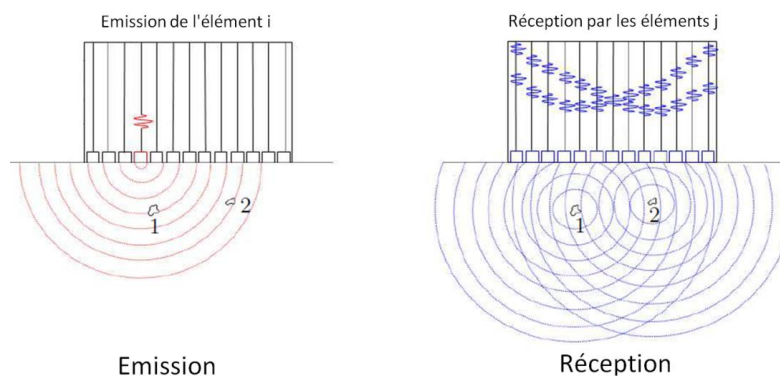 Emission de l'élément i
1
2
Emission
Réception par les éléments j
1
2
Réception